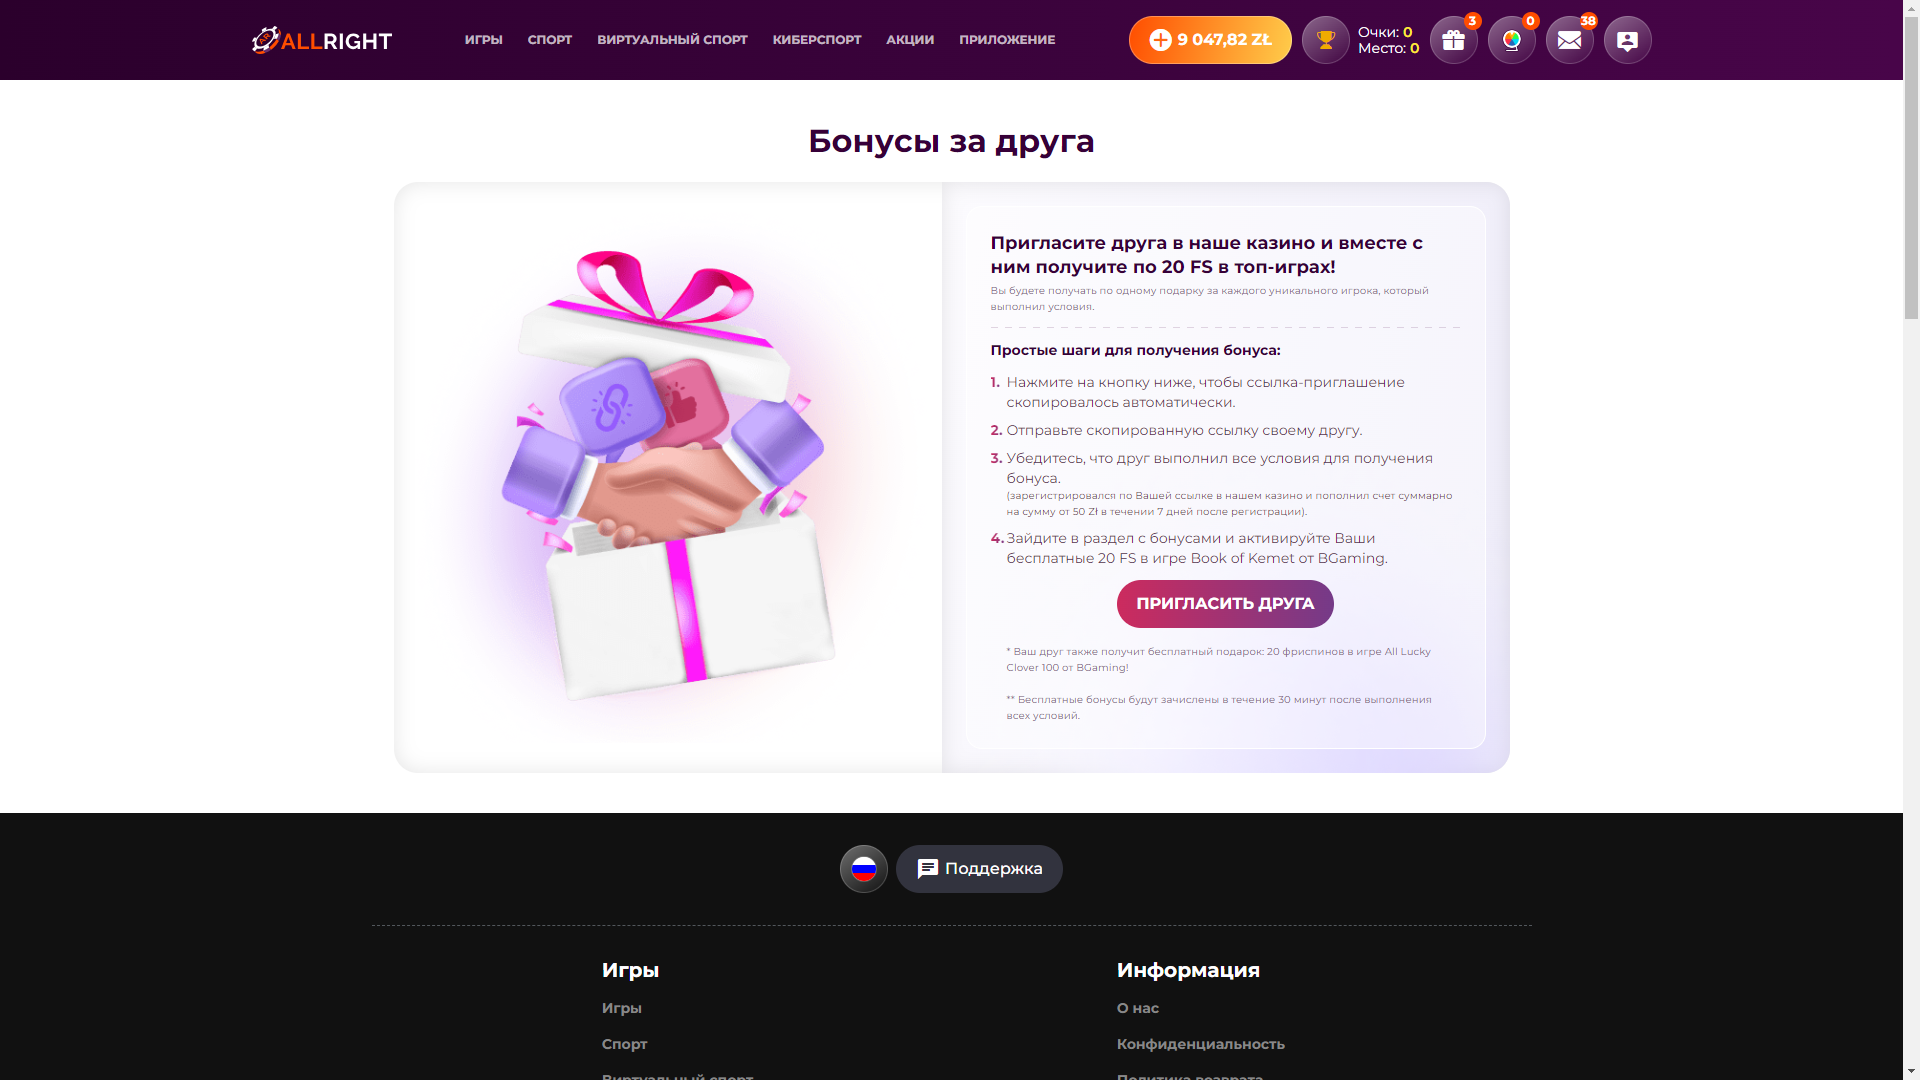 ALLRIGHT
ИГРЫ
СПОРТ
ВИРТУАЛЬНЫЙ СПОРТ
КИБЕРСПОРТ
АКЦИИ
ПРИЛОЖЕНИЕ
9 047,82 ZŁ
Очки: 0
Место: 0
3
0
38
Бонусы за друга
Пригласите друга в наше казино и вместе с
ним получите по 20 FS в топ-играх!
Вы будете получать по одному подарку за каждого уникального игрока, который
выполнил условия.
Простые шаги для получения бонуса:
1. Нажмите на кнопку ниже, чтобы ссылка-приглашение
скопировалось автоматически.
2. Отправьте скопированную ссылку своему другу.
3. Убедитесь, что друг выполнил все условия для получения
бонуса.
(зарегистрировался по Вашей ссылке в нашем казино и пополнил счет суммарно
на сумму от 50 Zł в течении 7 дней после регистрации).
4. Зайдите в раздел с бонусами и активируйте Ваши
бесплатные 20 FS в игре Book of Kemet от BGaming.
ПРИГЛАСИТЬ ДРУГА
* Ваш друг также получит бесплатный подарок: 20 фриспинов в игре All Lucky
Clover 100 от BGaming!
** Бесплатные бонусы будут зачислены в течение 30 минут после выполнения
всех условий.
Поддержка
Игры
Игры
Спорт
Виртуальный спорт
Информация
О нас
Конфиденциальность
Политика возврата